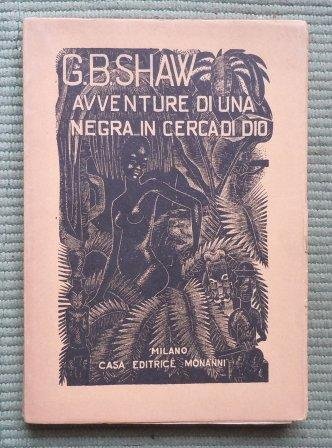 G.B.SHAW
AVVENTURE DI UNA
NEGRA IN CERCA DI DIO
MILANO
CASA EDITRICE MONANNI